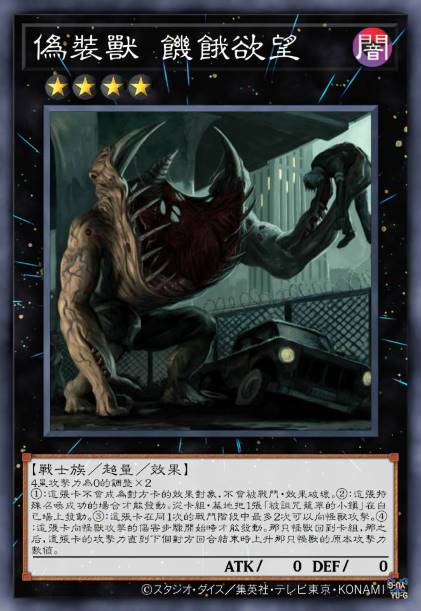 偽裝獸 饑餓欲望
闇
【戰士族／超量／效果】
4星攻擊力為0的調整×2
①:這張卡不會成為對方卡的效果對象,不會被戰鬥·效果破壞。②:這張特
殊召喚成功的場合才能發動。從卡組·墓地把1張「被詛咒籠罩的小鎮」在自
己場上發動。③:這張卡在同1次的戰鬥階段中最多2次可以向怪獸攻擊。④
:這張卡向怪獸攻擊的傷害步驟開始時才能發動。那只怪獸回到卡組,那之
后,這張卡的攻擊力直到下個對方回合結束時上升那只怪獸的原本攻擊力
數值。
ATK/ 0 DEF/ 0
©スタジオ・ダイス／集英社・テレビ東京・KONAMI